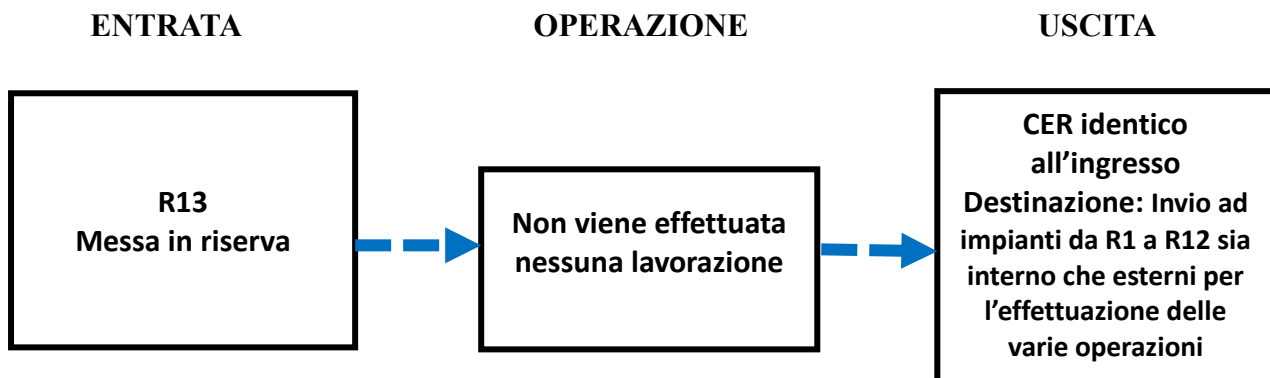 ENTRATA
OPERAZIONE
USCITA
R13
Messa in riserva
Non viene effettuata
nessuna lavorazione
CER identico
all’ingresso
Destinazione: Invio ad
impianti da R1 a R12 sia
interno che esterni per
l’effettuazione delle
varie operazioni